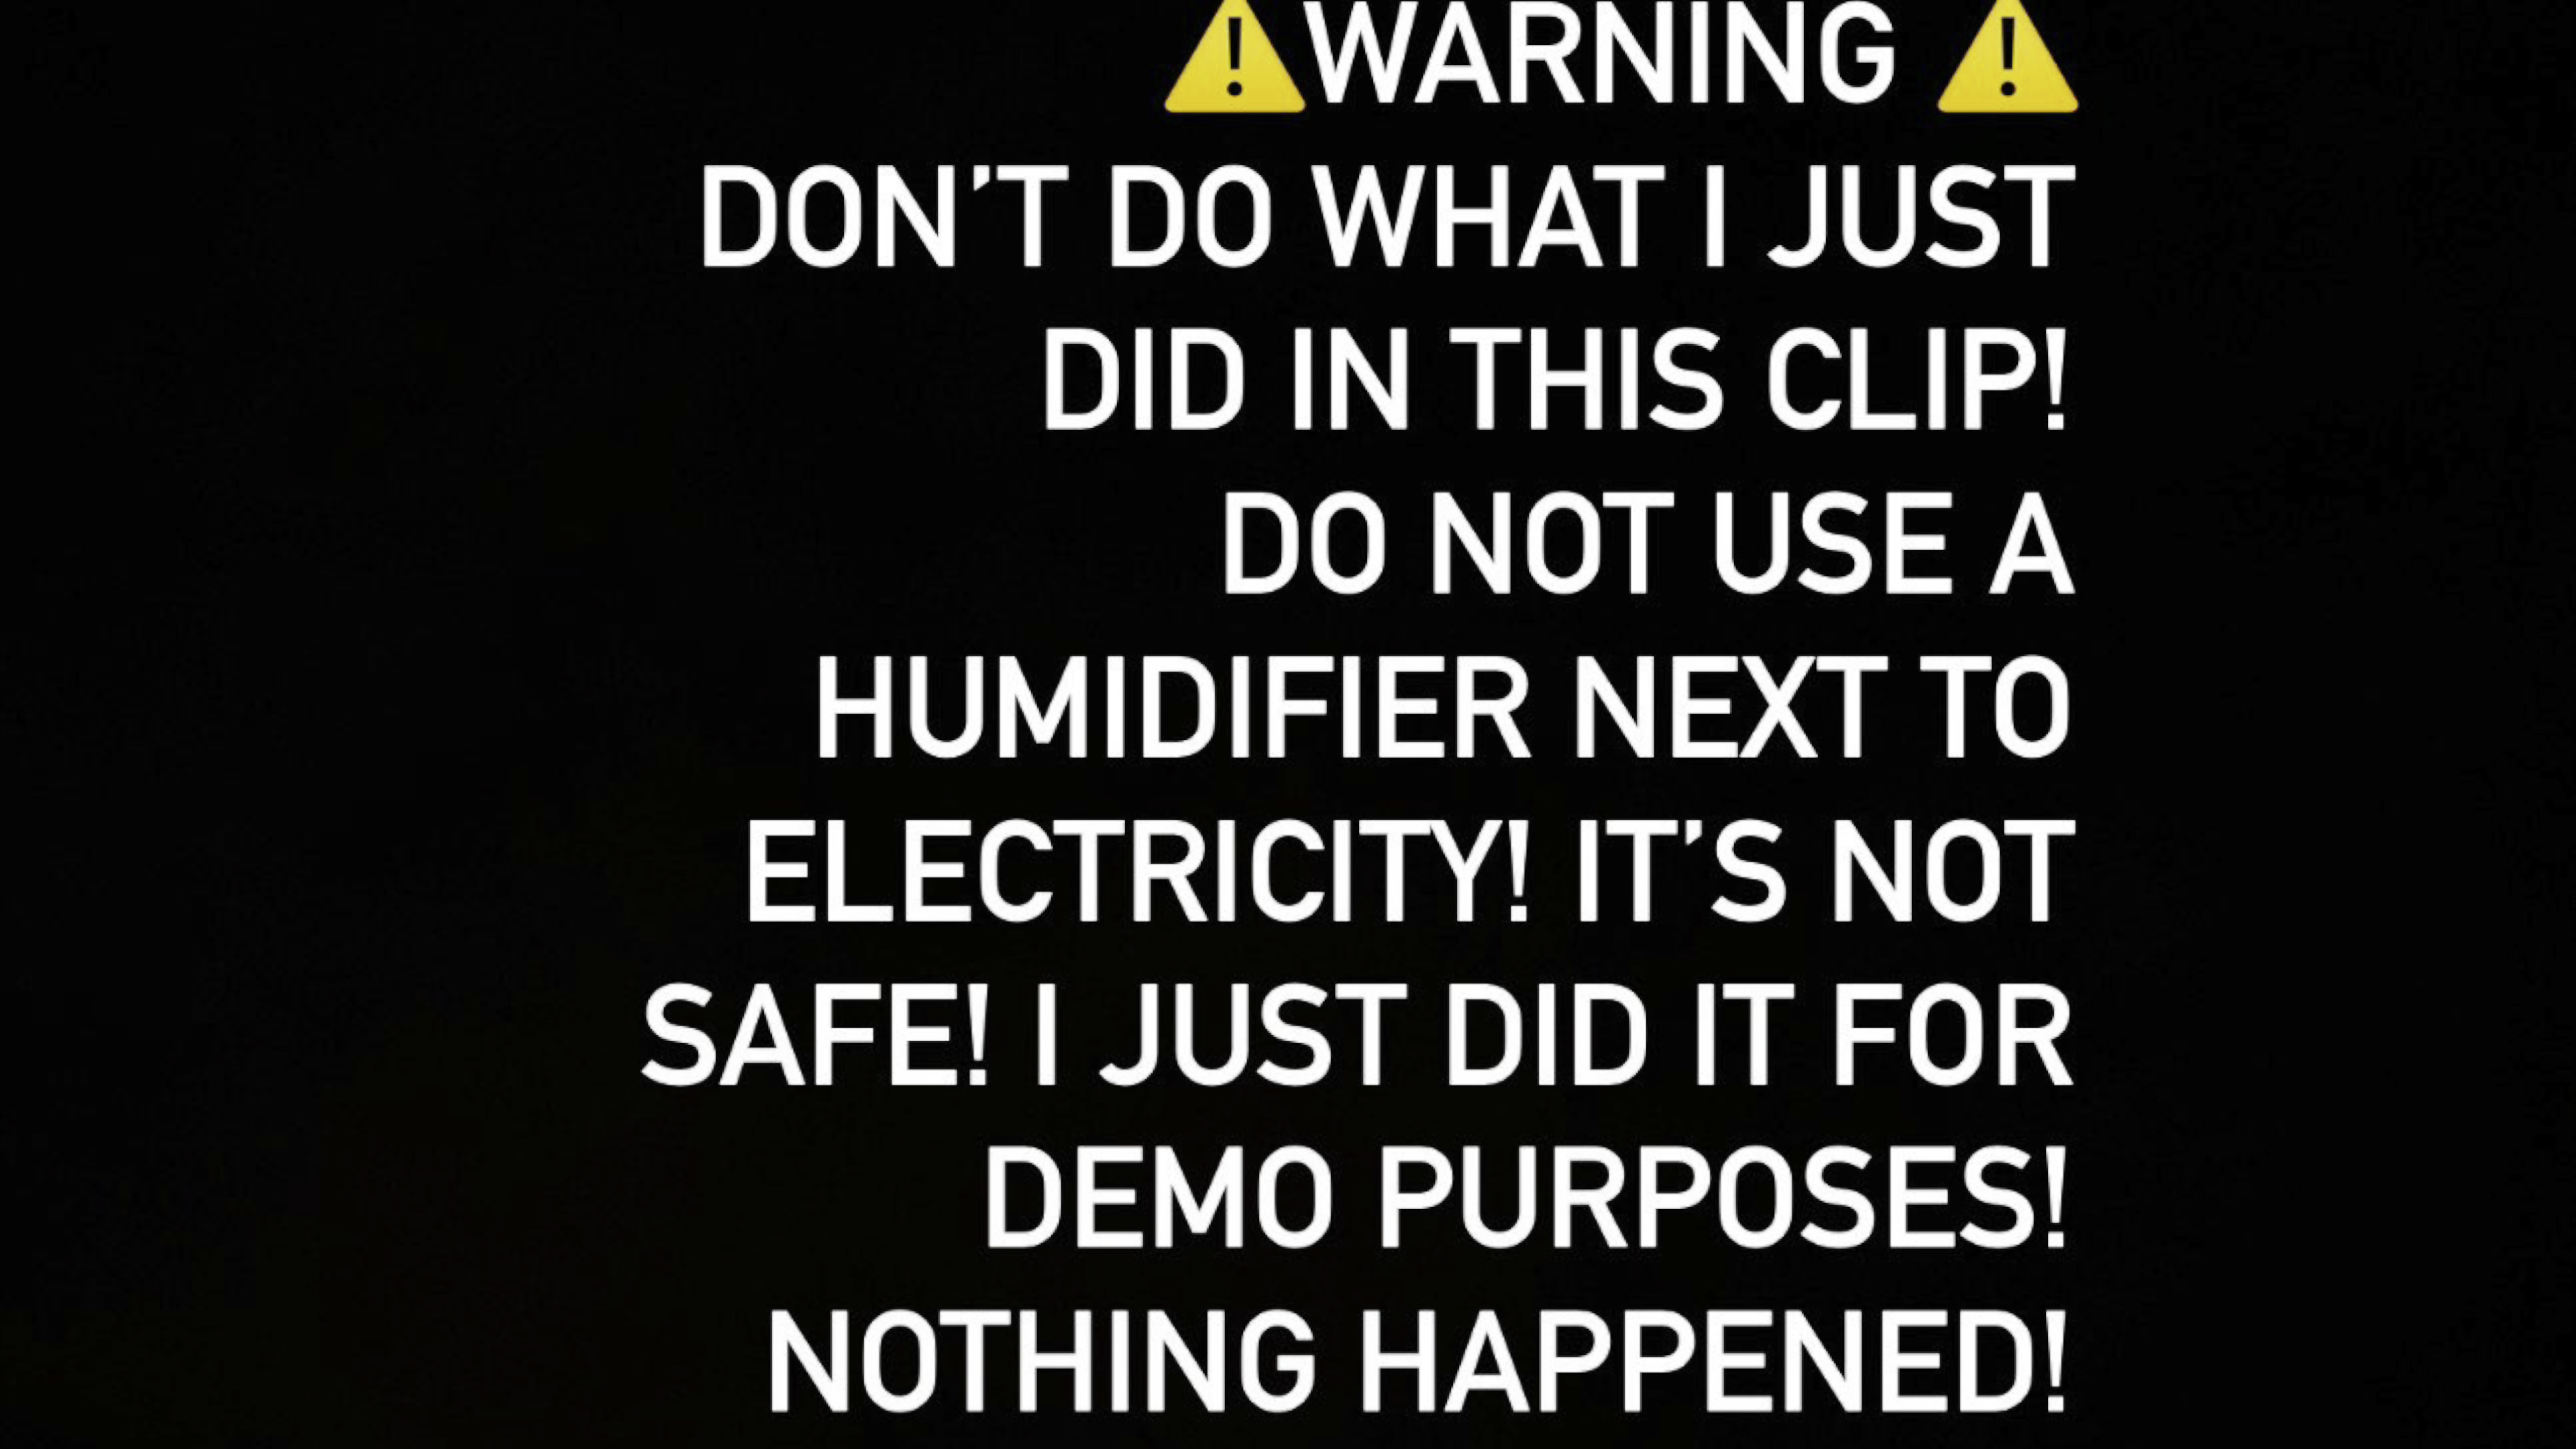 ⚠️WARNING ⚠️
DON’T DO WHAT I JUST
DID IN THIS CLIP!
DO NOT USE A
HUMIDIFIER NEXT TO
ELECTRICITY! IT’S NOT
SAFE! I JUST DID IT FOR
DEMO PURPOSES!
NOTHING HAPPENED!